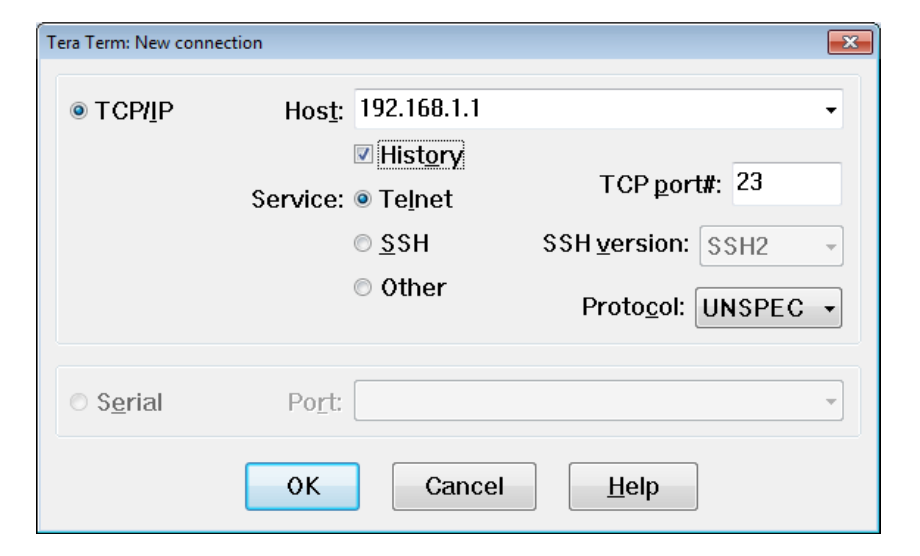 Tera Term: New connection
TCP/IP Host: 192.168.1.1
History
Service: Telnet TCP port#: 23
SSH SSH version: SSH2
Other Protocol: UNSPEC
Serial Port:
OK Cancel Help